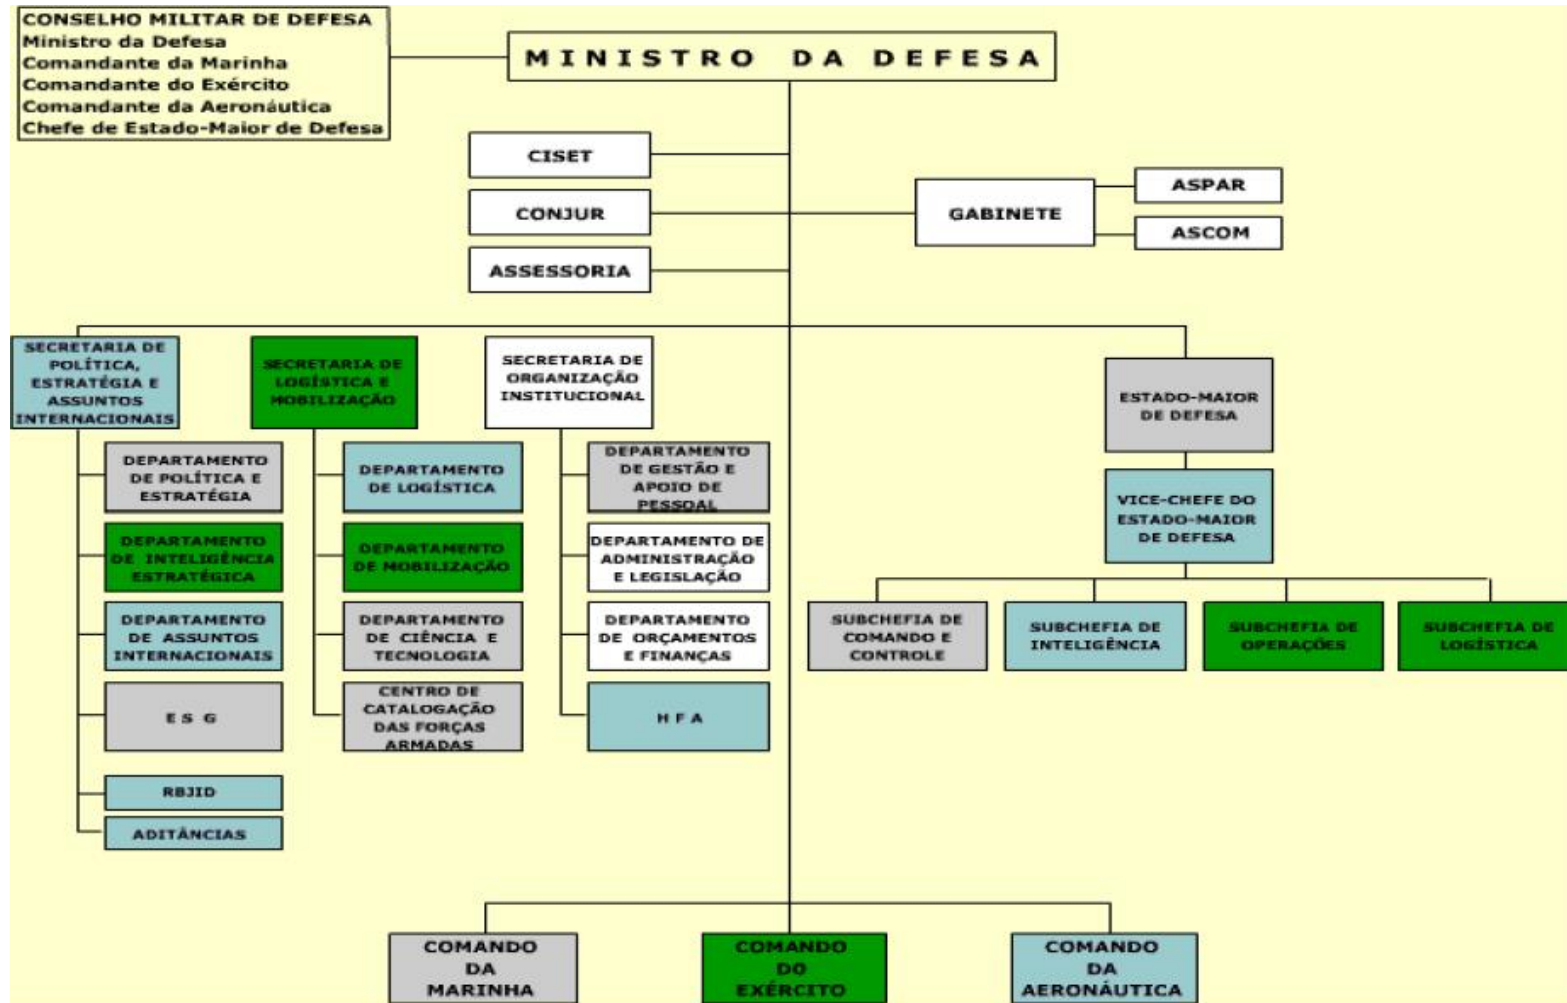 CONSELHO MILITAR DE DEFESA
Ministro da Defesa
Comandante da Marinha
Comandante do Exército
Comandante da Aeronáutica
Chefe de Estado-Maior de Defesa
MINISTRO DA DEFESA
CISET
CONJUR
ASSESSORIA
GABINETE
ASPAR
ASCOM
SECRETARIA DE
POLÍTICA,
ESTRATÉGIA E
ASSUNTOS
INTERNACIONAIS
DEPARTAMENTO
DE POLÍTICA E
ESTRATÉGIA
DEPARTAMENTO
DE INTELIGÊNCIA
ESTRATÉGICA
DEPARTAMENTO
DE ASSUNTOS
INTERNACIONAIS
E S G
RBJID
ADITÂNCIAS
SECRETARIA DE
LOGÍSTICA E
MOBILIZAÇÃO
DEPARTAMENTO
DE LOGÍSTICA
DEPARTAMENTO
DE MOBILIZAÇÃO
DEPARTAMENTO
DE CIÊNCIA E
TECNOLOGIA
CENTRO DE
CATALOGAÇÃO
DAS FORÇAS
ARMADAS
SECRETARIA DE
ORGANIZAÇÃO
INSTITUCIONAL
DEPARTAMENTO
DE GESTÃO E
APOIO DE
PESSOAL
DEPARTAMENTO DE
ADMINISTRAÇÃO
E LEGISLAÇÃO
DEPARTAMENTO
DE ORÇAMENTOS
E FINANÇAS
H F A
ESTADO-MAIOR
DE DEFESA
VICE-CHEFE DO
ESTADO-MAIOR
DE DEFESA
SUBCHEFIA DE
COMANDO E
CONTROLE
SUBCHEFIA DE
INTELIGÊNCIA
SUBCHEFIA DE
OPERAÇÕES
SUBCHEFIA DE
LOGÍSTICA
COMANDO
DA
MARINHA
COMANDO
DO
EXÉRCITO
COMANDO
DA
AERONÁUTICA